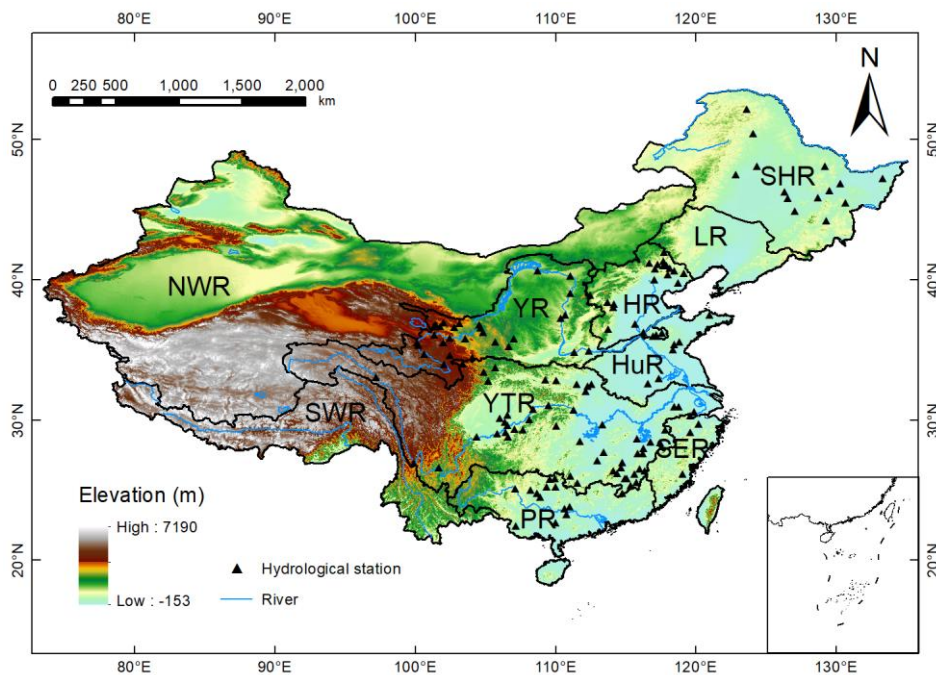 80°E 90°E 100°E 110°E 120°E 130°E
0 250 500 1,000 1,500 2,000
km
N
50°N
50°N
SHR
LR
40°N
40°N
NWR
YR
HR
HuR
30°N
30°N
SWR
YTR
SER
PR
20°N
20°N
Elevation (m)
High : 7190
Low : -153
Hydrological station
River
80°E 90°E 100°E 110°E 120°E 130°E